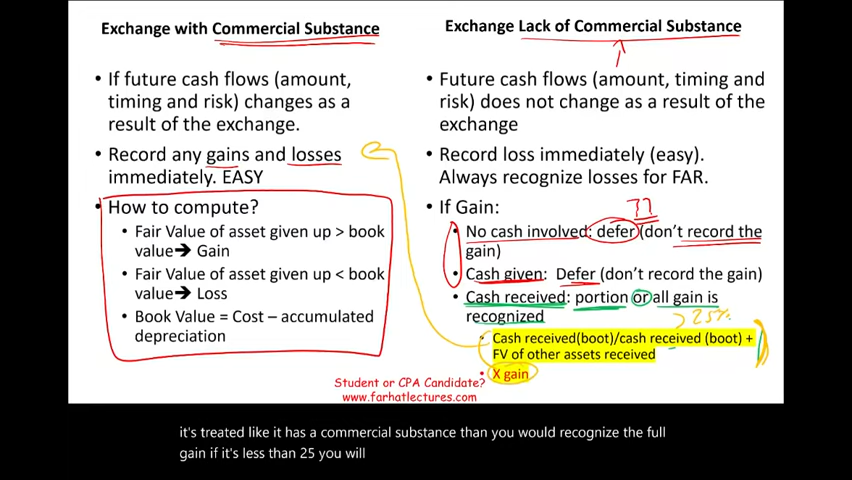 Exchange with Commercial Substance
• If future cash flows (amount,
timing and risk) changes as a
result of the exchange.
• Record any gains and losses
immediately. EASY
• How to compute?
• Fair Value of asset given up > book
value➔ Gain
• Fair Value of asset given up < book
value➔ Loss
• Book Value = Cost – accumulated
depreciation
Exchange Lack of Commercial Substance
• Future cash flows (amount, timing and
risk) does not change as a result of the
exchange
• Record loss immediately (easy).
Always recognize losses for FAR.
• If Gain:
• No cash involved: defer (don't record the
gain)
• Cash given: Defer (don't record the gain)
• Cash received: portion or all gain is
recognized
25%
• Cash received(boot)/cash received (boot) +
FV of other assets received
• X gain
Student or CPA Candidate?
www.farhatlectures.com
it's treated like it has a commercial substance than you would recognize the full
gain if it's less than 25 you will